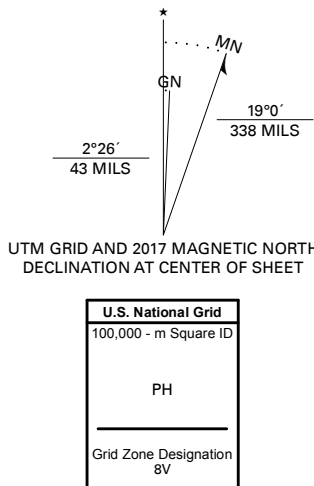 ★
MN
GN
19°0´
338 MILS
2°26´
43 MILS
UTM GRID AND 2017 MAGNETIC NORTH
DECLINATION AT CENTER OF SHEET
U.S. National Grid
100,000 - m Square ID
PH
Grid Zone Designation
8V